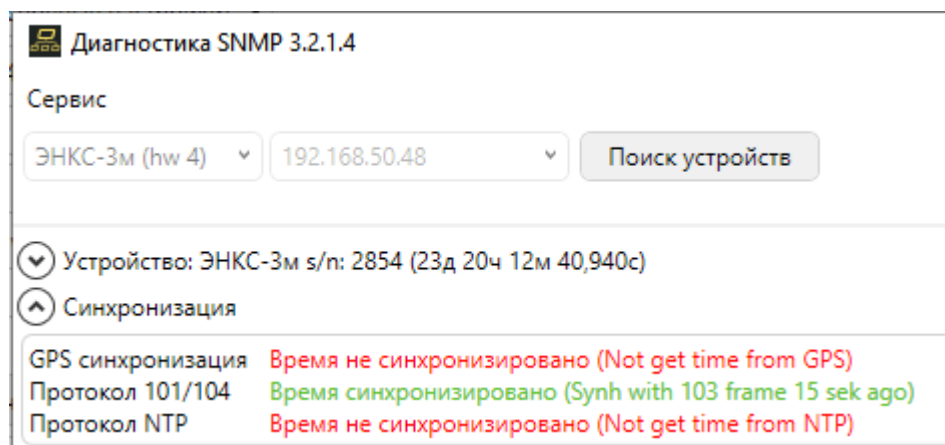 Диагностика SNMP 3.2.1.4
Сервис
ЭНКС-3м (hw 4) 192.168.50.48 Поиск устройств
Устройство: ЭНКС-3м s/n: 2854 (23д 20ч 12м 40,940с)
Синхронизация
GPS синхронизация Время не синхронизировано (Not get time from GPS)
Протокол 101/104 Время синхронизировано (Synh with 103 frame 15 sek ago)
Протокол NTP Время не синхронизировано (Not get time from NTP)